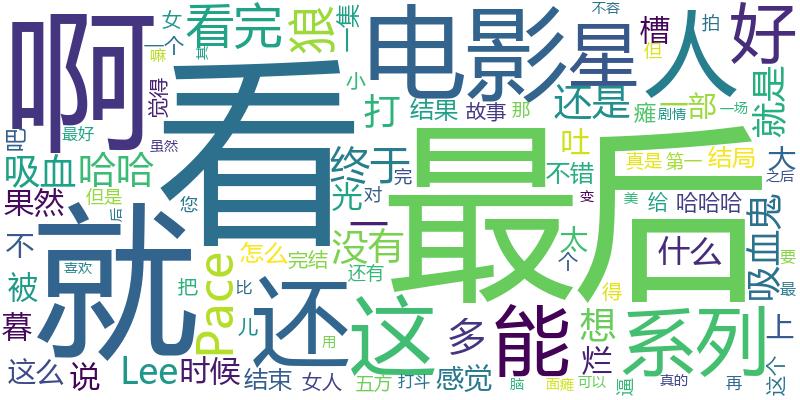 啊
看完
狼
一集
电影
星
人
槽
好
不容
拍
但
女
个
一
嘛
其
觉得
看
小
打
结果
故事
那
还是
瘫
一部
剧情
一场
就是
吧
最好
虽然
吸血
哈哈
终于
最后
吐
不错
真是
第一
结局
大
之后
果然
但是
后
您
光
对
完
一
变
美
给
哈哈哈
吸血鬼
不
就
怎么
完结
没有
还有
太
个
什么
要
被
喜欢
Pace
把
比
还
这
得
最
暮
儿
用
多
能
想
系列
上
这么
说
Lee
时候
结束
女人
五方
打斗
感觉
脑
面瘫
可以
烂
逼
真的
再
这个